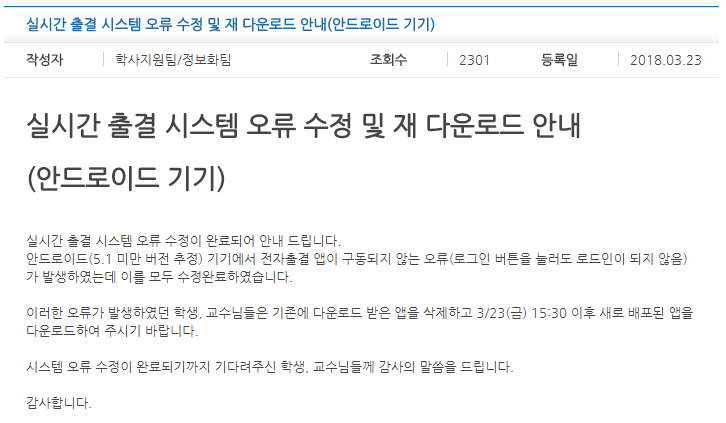 실시간 출결 시스템 오류 수정 및 재 다운로드 안내(안드로이드 기기)
작성자 학사지원팀/정보화팀 조회수 2301 등록일 2018.03.23
실시간 출결 시스템 오류 수정 및 재 다운로드 안내
(안드로이드 기기)
실시간 출결 시스템 오류 수정이 완료되어 안내 드립니다.
안드로이드(5.1 미만 버전 추정) 기기에서 전자출결 앱이 구동되지 않는 오류(로그인 버튼을 눌러도 로드인이 되지 않음)
가 발생하였는데 이를 모두 수정완료하였습니다.
이러한 오류가 발생하였던 학생, 교수님들은 기존에 다운로드 받은 앱을 삭제하고 3/23(금) 15:30 이후 새로 배포된 앱을
다운로드하여 주시기 바랍니다.
시스템 오류 수정이 완료되기까지 기다려주신 학생, 교수님들께 감사의 말씀을 드립니다.
감사합니다.